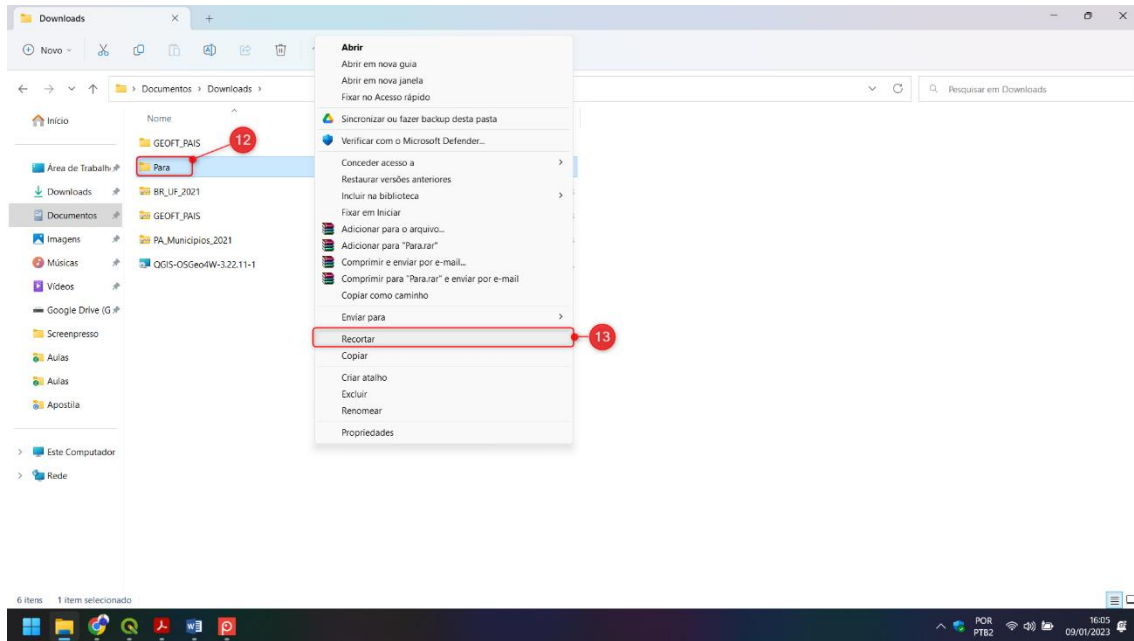 Downloads
Novo
Documentos > Downloads >
Pesquisar em Downloads
Início
Área de Trabalh
Downloads
Documentos
Imagens
Músicas
Vídeos
Google Drive (G
Screenpresso
Aulas
Aulas
Apostila
Este Computador
Rede
Nome
GEOFT_PAIS
12
Para
BR_UF_2021
GEOFT_PAIS
PA_Municipios_2021
QGIS-OSGeo4W-3.22.11-1
Abrir
Abrir em nova guia
Abrir em nova janela
Fixar no Acesso rápido
Sincronizar ou fazer backup desta pasta
Verificar com o Microsoft Defender...
Conceder acesso a
Restaurar versões anteriores
Incluir na biblioteca
Fixar em Iniciar
Adicionar para o arquivo...
Adicionar para "Para.rar"
Comprimir e enviar por e-mail...
Comprimir para "Para.rar" e enviar por e-mail
Copiar como caminho
Enviar para
Recortar
13
Copiar
Criar atalho
Excluir
Renomear
Propriedades
6 itens 1 item selecionado
POR
PTB2
16:05
09/01/2023